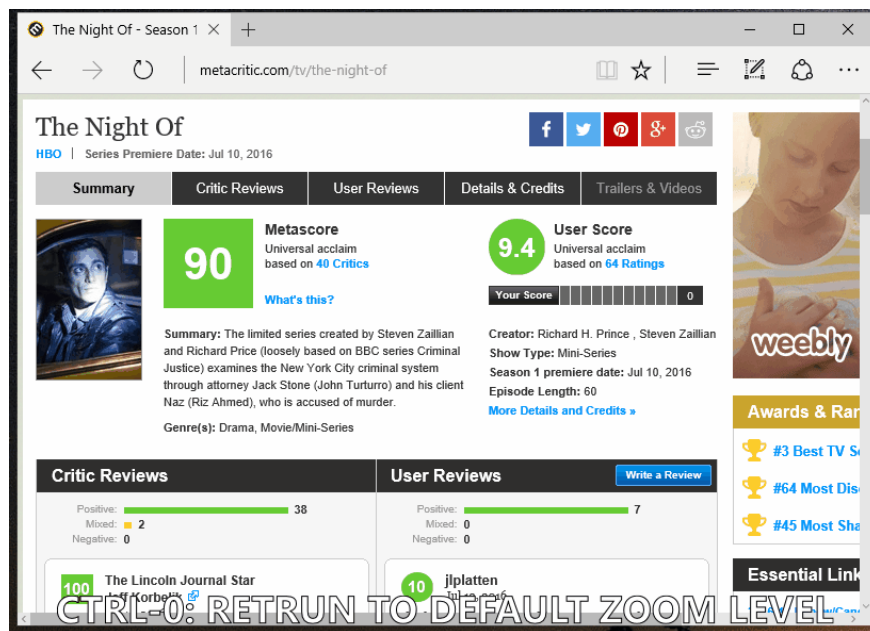 The Night Of - Season 1
metacritic.com/tv/the-night-of
The Night Of
HBO | Series Premiere Date: Jul 10, 2016
Summary
Critic Reviews
User Reviews
Details & Credits
Trailers & Videos
90
Metascore
Universal acclaim
based on 40 Critics
What's this?
9.4
User Score
Universal acclaim
based on 64 Ratings
Your Score 0
Summary: The limited series created by Steven Zaillian
and Richard Price (loosely based on BBC series Criminal
Justice) examines the New York City criminal system
through attorney Jack Stone (John Turturro) and his client
Naz (Riz Ahmed), who is accused of murder.
Genre(s): Drama, Movie/Mini-Series
Creator: Richard H. Prince , Steven Zaillian
Show Type: Mini-Series
Season 1 premiere date: Jul 10, 2016
Episode Length: 60
More Details and Credits »
weebly
Awards & Ran
#3 Best TV Se
#64 Most Dis
#45 Most Sha
Essential Link
Critic Reviews
Positive: 38
Mixed: 2
Negative: 0
100
The Lincoln Journal Star
Jeff Korbelik
User Reviews
Write a Review
Positive: 7
Mixed: 0
Negative: 0
10
jlplatten
CTRL-0: RETRUN TO DEFAULT ZOOM LEVEL